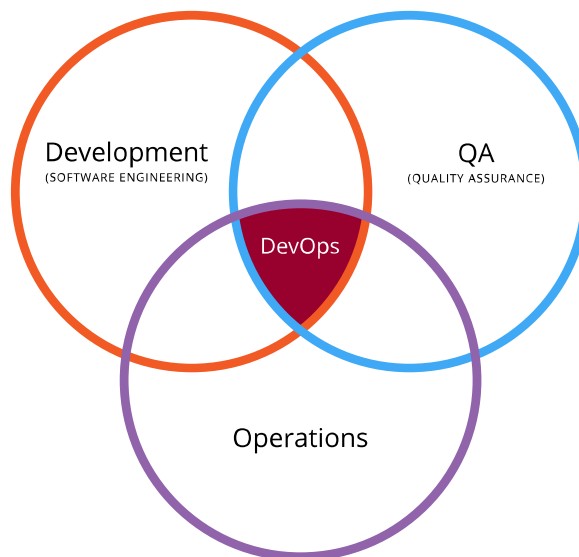 Development
(SOFTWARE ENGINEERING)
QA
(QUALITY ASSURANCE)
DevOps
Operations